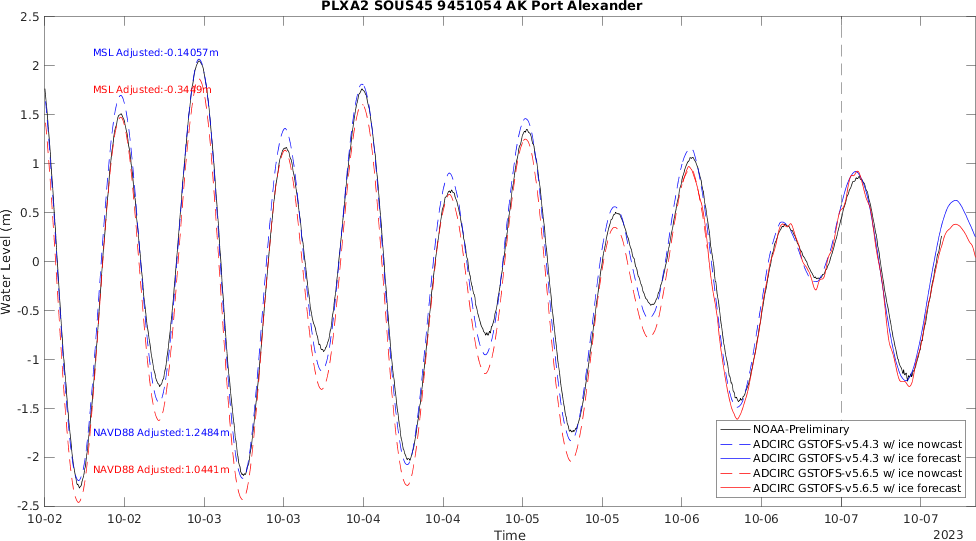 PLXA2 SOUS45 9451054 AK Port Alexander
2.5
2
1.5
1
0.5
0
-0.5
-1
-1.5
-2
-2.5
Water Level (m)
MSL Adjusted:-0.14057m
MSL Adjusted:-0.3449m
NAVD88 Adjusted:1.2484m
NAVD88 Adjusted:1.0441m
NOAA-Preliminary
ADCIRC GSTOFS-v5.4.3 w/ ice nowcast
ADCIRC GSTOFS-v5.4.3 w/ ice forecast
ADCIRC GSTOFS-v5.6.5 w/ ice nowcast
ADCIRC GSTOFS-v5.6.5 w/ ice forecast
10-02 10-02 10-03 10-03 10-04 10-04 10-05 10-05 10-06 10-06 10-07 10-07
Time
2023